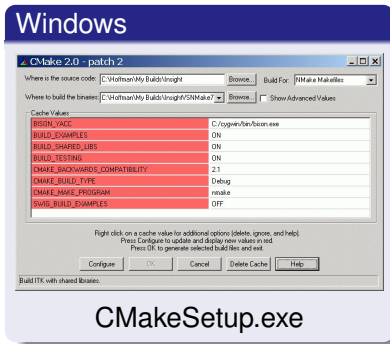 Windows
CMake 2.0 - patch 2
Where is the source code: C:\Hoffman\My Builds\Insight Browse... Build For: NMake Makefiles
Where to build the binaries: C:\Hoffman\My Builds\Insight\VSNMake7 Browse... Show Advanced Values
Cache Values
BISON_YACC C:/cygwin/bin/bison.exe
BUILD_EXAMPLES ON
BUILD_SHARED_LIBS ON
BUILD_TESTING ON
CMAKE_BACKWARDS_COMPATIBILITY 2.1
CMAKE_BUILD_TYPE Debug
CMAKE_MAKE_PROGRAM nmake
SWIG_BUILD_EXAMPLES OFF
Right click on a cache value for additional options (delete, ignore, and help).
Press Configure to update and display new values in red.
Press OK to generate selected build files and exit.
Configure OK Cancel Delete Cache Help
Build ITK with shared libraries.
CMakeSetup.exe